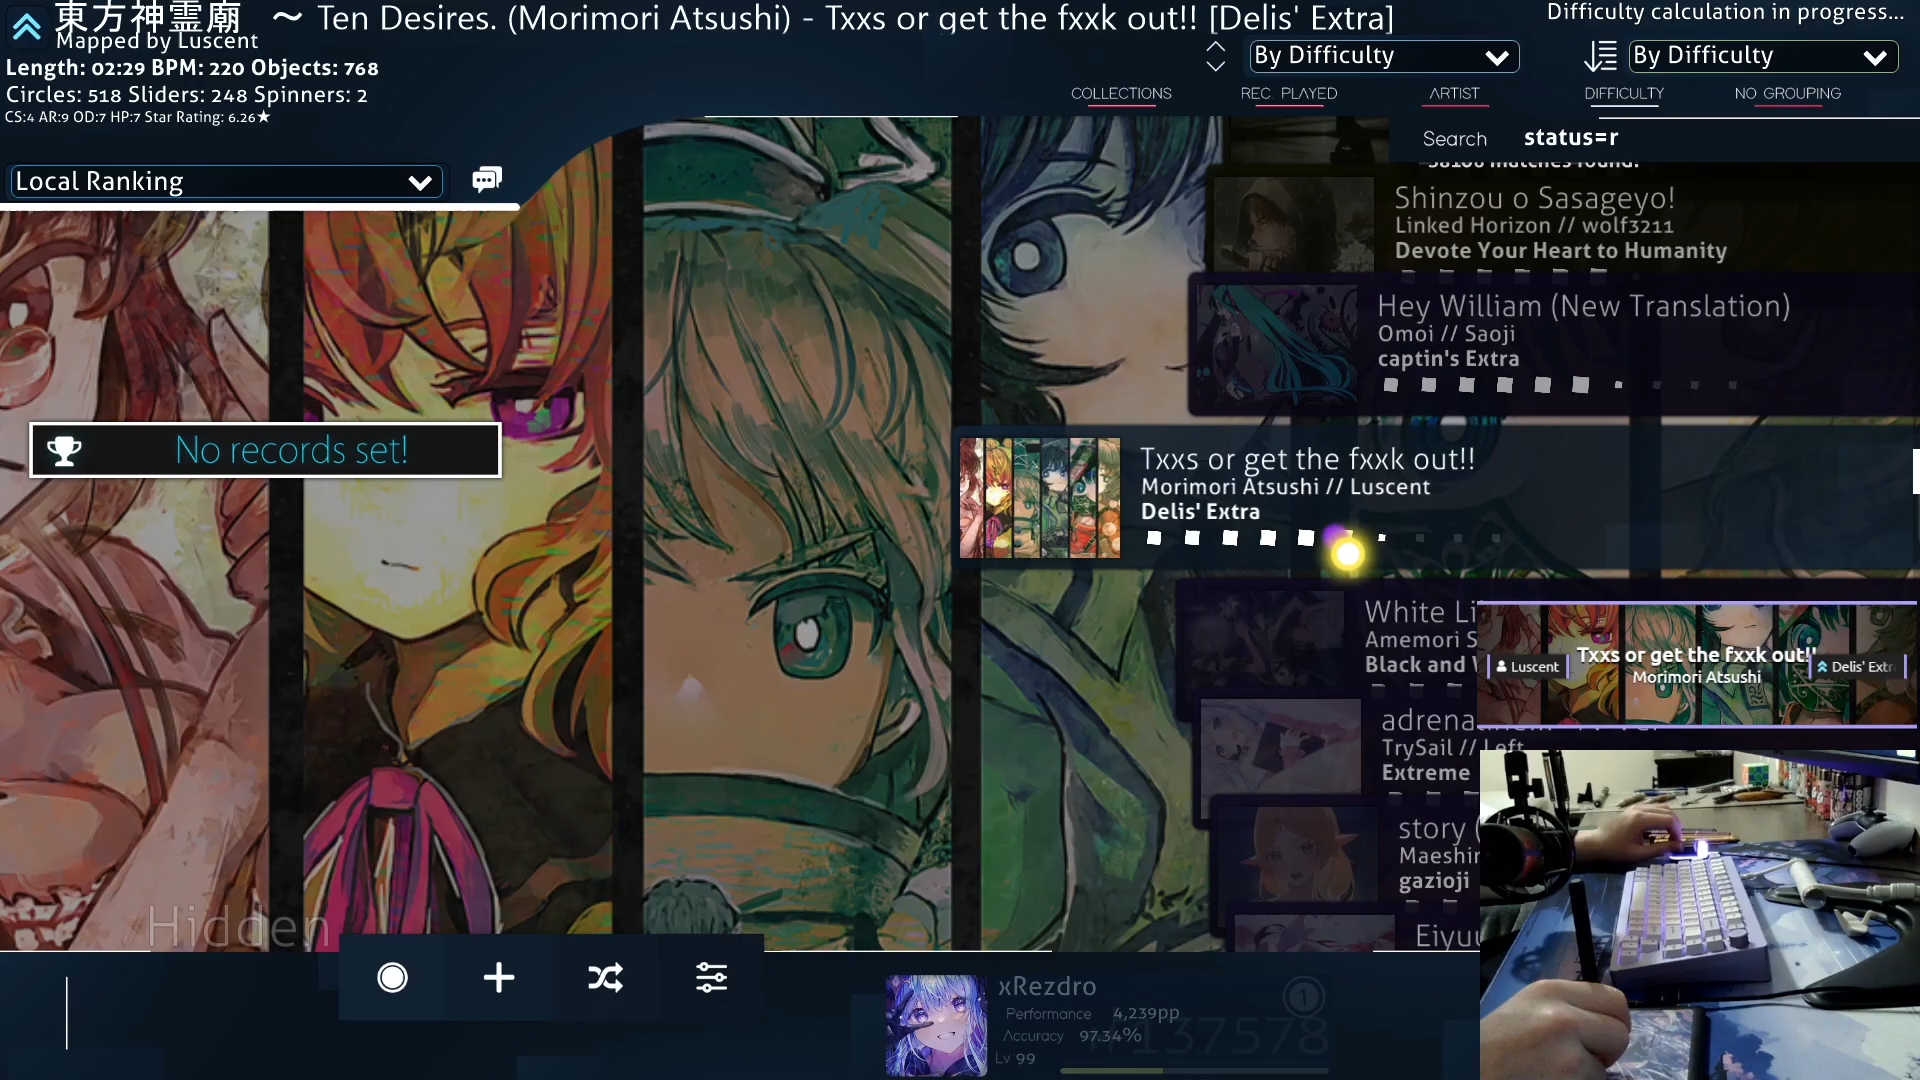 東方神霊廟 ～ Ten Desires. (Morimori Atsushi) - Txxs or get the fxxk out!! [Delis' Extra]
Mapped by Luscent
Length: 02:29 BPM: 220 Objects: 768
Circles: 518 Sliders: 248 Spinners: 2
CS:4 AR:9 OD:7 HP:7 Star Rating: 6.26★
Difficulty calculation in progress...
By Difficulty
By Difficulty
COLLECTIONS
REC. PLAYED
ARTIST
DIFFICULTY
NO GROUPING
Search status=r
matches found.
Local Ranking
No records set!
Shinzou o Sasageyo!
Linked Horizon // wolf3211
Devote Your Heart to Humanity
Hey William (New Translation)
Omoi // Saoji
captin's Extra
Txxs or get the fxxk out!!
Morimori Atsushi // Luscent
Delis' Extra
White Li
Amemori S
Black and
Luscent
Txxs or get the fxxk out!!
Morimori Atsushi
Delis' Extr
adrena
TrySail // Left
Extreme
story (
Maeshi
gazioji
Eiyu
Hidden
xRezdro
Performance 4,239pp
Accuracy 97.34%
Lv 99
#137578
1